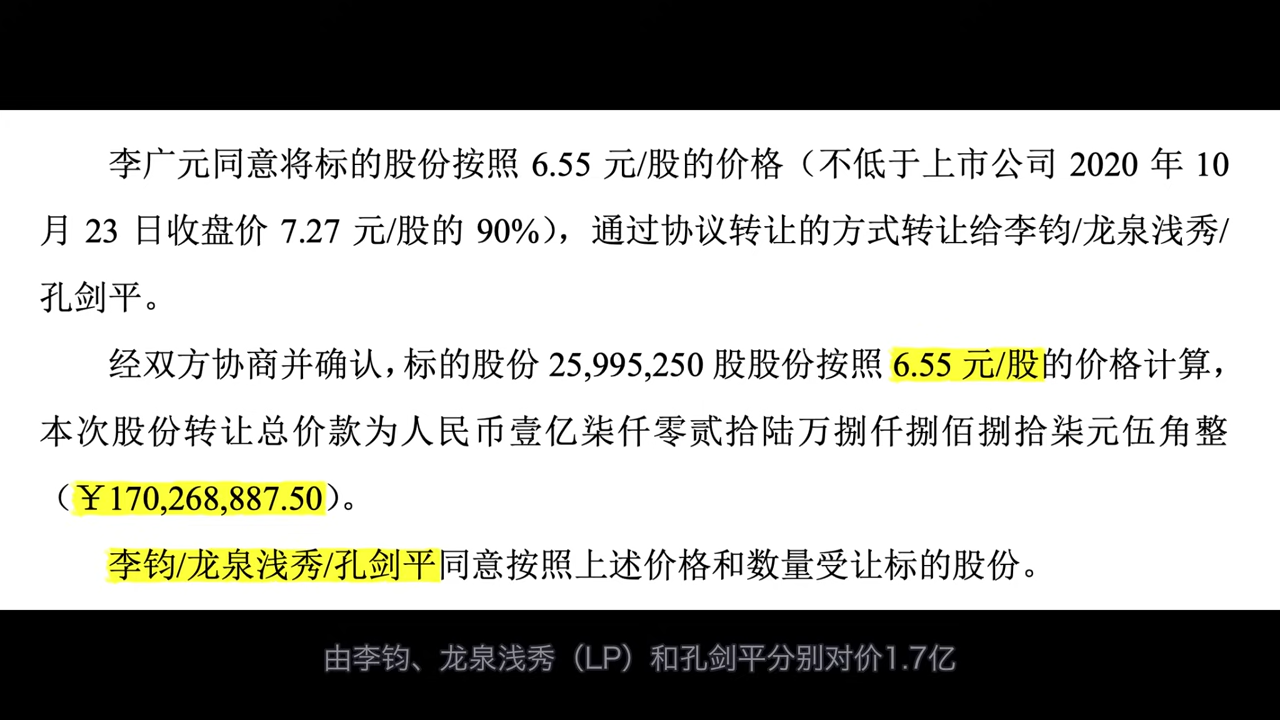 李广元同意将标的股份按照 6.55 元/股的价格（不低于上市公司 2020 年 10
月 23 日收盘价 7.27 元/股的 90%），通过协议转让的方式转让给李钧/龙泉浅秀/
孔剑平。
经双方协商并确认，标的股份 25,995,250 股股份按照 6.55 元/股的价格计算，
本次股份转让总价款为人民币壹亿柒仟零贰拾陆万捌仟捌佰捌拾柒元伍角整
（￥170,268,887.50）。
李钧/龙泉浅秀/孔剑平同意按照上述价格和数量受让标的股份。
由李钧、龙泉浅秀（LP）和孔剑平分别对价1.7亿